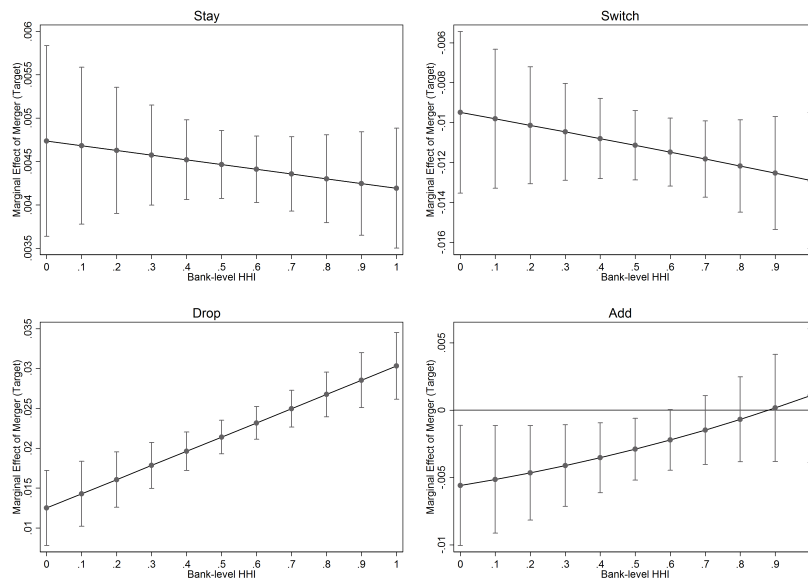 Stay
Marginal Effect of Merger (Target)
.006
.0055
.005
.0045
.004
.0035
0 .1 .2 .3 .4 .5 .6 .7 .8 .9 1
Bank-level HHI
Switch
Marginal Effect of Merger (Target)
-.006
-.008
-.01
-.012
-.014
-.016
0 .1 .2 .3 .4 .5 .6 .7 .8 .9
Bank-level HHI
Drop
Marginal Effect of Merger (Target)
.035
.03
.025
.02
.015
.01
0 .1 .2 .3 .4 .5 .6 .7 .8 .9 1
Bank-level HHI
Add
Marginal Effect of Merger (Target)
.005
0
-.005
-.01
0 .1 .2 .3 .4 .5 .6 .7 .8 .9
Bank-level HHI